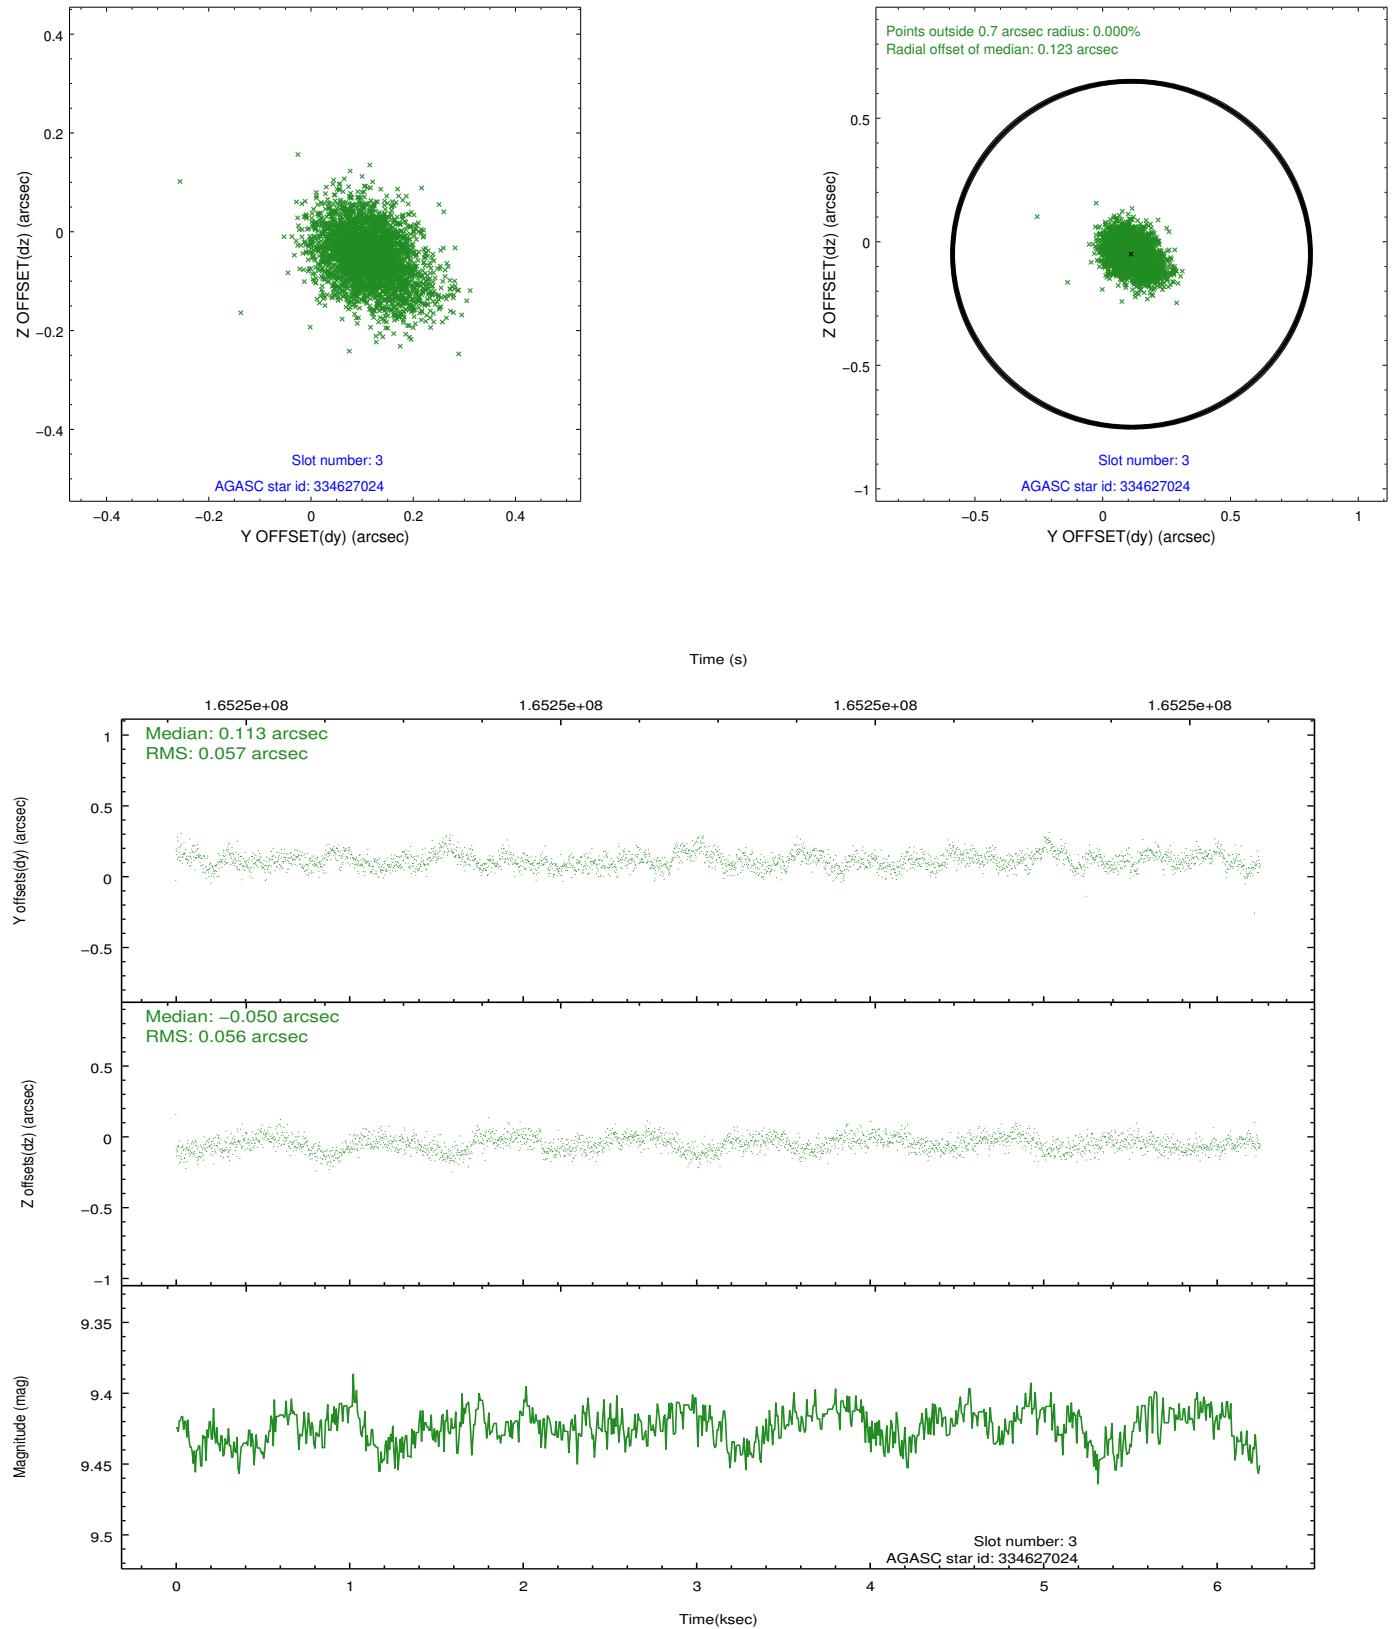 0.4
0.2
0
−0.2
−0.4
Z OFFSET(dz) (arcsec)
Slot number: 3
AGASC star id: 334627024
−0.4
−0.2
0
0.2
0.4
Y OFFSET(dy) (arcsec)
Points outside 0.7 arcsec radius: 0.000%
Radial offset of median: 0.123 arcsec
0.5
0
−0.5
−1
Z OFFSET(dz) (arcsec)
Slot number: 3
AGASC star id: 334627024
−0.5
0
0.5
1
Y OFFSET(dy) (arcsec)
Time (s)
1.6525e+08
1.6525e+08
1.6525e+08
1.6525e+08
Median: 0.113 arcsec
RMS: 0.057 arcsec
1
0.5
0
−0.5
Y offsets(dy) (arcsec)
Median: −0.050 arcsec
RMS: 0.056 arcsec
0.5
0
−0.5
−1
Z offsets(dz) (arcsec)
9.35
9.4
9.45
9.5
Magnitude (mag)
Slot number: 3
AGASC star id: 334627024
0
1
2
3
4
5
6
Time(ksec)